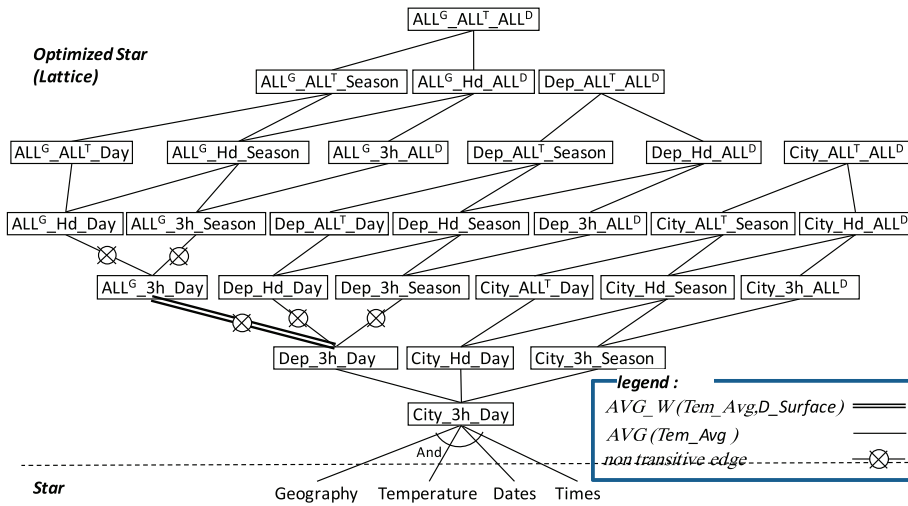 ALLᴳ_ALLᵀ_ALLᴰ
Optimized Star
(Lattice)
ALLᴳ_ALLᵀ_Season ALLᴳ_Hd_ALLᴰ Dep_ALLᵀ_ALLᴰ
ALLᴳ_ALLᵀ_Day ALLᴳ_Hd_Season ALLᴳ_3h_ALLᴰ Dep_ALLᵀ_Season Dep_Hd_ALLᴰ City_ALLᵀ_ALLᴰ
ALLᴳ_Hd_Day ALLᴳ_3h_Season Dep_ALLᵀ_Day Dep_Hd_Season Dep_3h_ALLᴰ City_ALLᵀ_Season City_Hd_ALLᴰ
ALLᴳ_3h_Day Dep_Hd_Day Dep_3h_Season City_ALLᵀ_Day City_Hd_Season City_3h_ALLᴰ
Dep_3h_Day City_Hd_Day City_3h_Season
legend :
AVG_W (Tem_Avg,D_Surface)
AVG (Tem_Avg )
non transitive edge
City_3h_Day
And
Star
Geography Temperature Dates Times